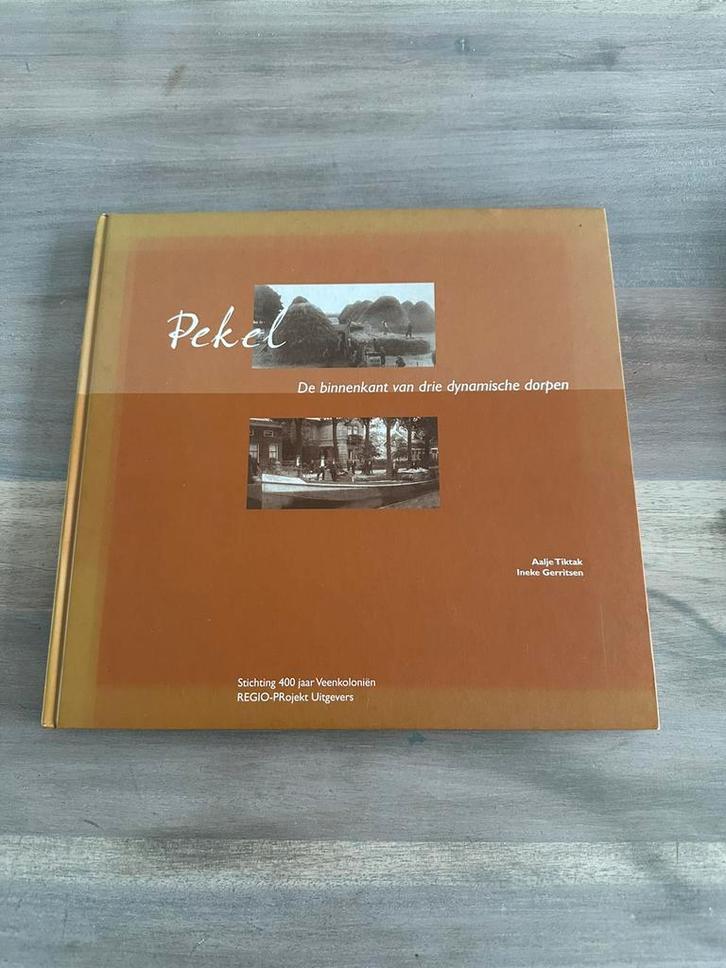 Pekel
De binnenkant van drie dynamische dorpen
Aalje Tiktak
Ineke Gerritsen
Stichting 400 jaar Veenkoloniën
REGIO-PRojekt Uitgevers